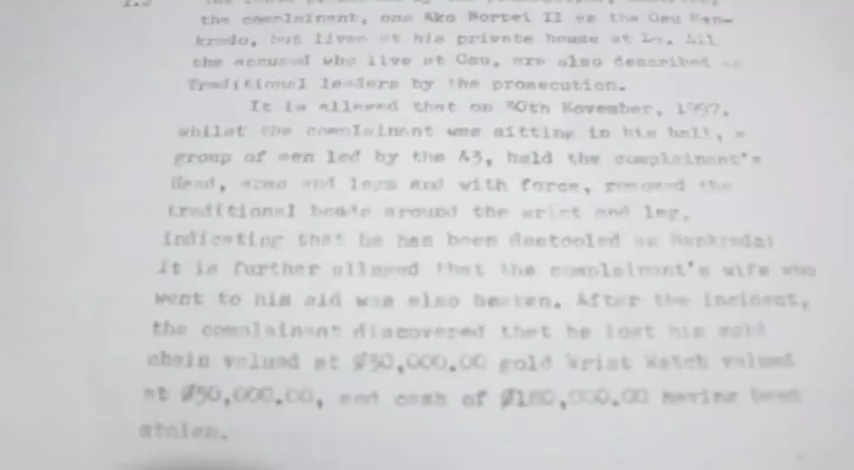 the complainant, one Ako Nortei II as the Osu Man-
krado, but lives at his private house at La. All
the accused who live at Osu, are also described as
Traditional leaders by the prosecution.
It is alleged that on 30th November, 1997,
whilst the complainant was sitting in his hall, a
group of men led by the A3, held the complainant's
Head, arms and legs and with force, removed the
traditional beads around the wrist and leg,
indicating that he has been destooled as Mankrado;
it is further alleged that the complainant's wife who
went to his aid was also beaten. After the incident,
the complainant discovered that he lost his gold
chain valued at ₵50,000.00 gold Wrist Watch valued
at ₵50,000.00, and cash of ₵180,000.00 having been
stolen.